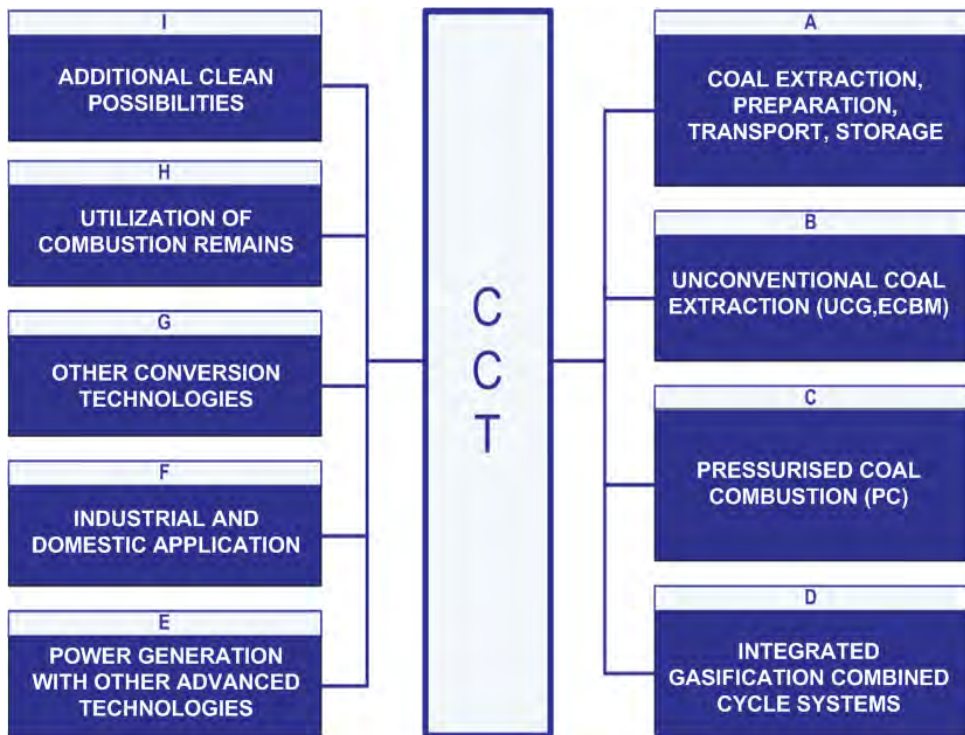 I
ADDITIONAL CLEAN
POSSIBILITIES
H
UTILIZATION OF
COMBUSTION REMAINS
G
OTHER CONVERSION
TECHNOLOGIES
F
INDUSTRIAL AND
DOMESTIC APPLICATION
E
POWER GENERATION
WITH OTHER ADVANCED
TECHNOLOGIES
C
C
T
A
COAL EXTRACTION,
PREPARATION,
TRANSPORT, STORAGE
B
UNCONVENTIONAL COAL
EXTRACTION (UCG,ECBM)
C
PRESSURISED COAL
COMBUSTION (PC)
D
INTEGRATED
GASIFICATION COMBINED
CYCLE SYSTEMS